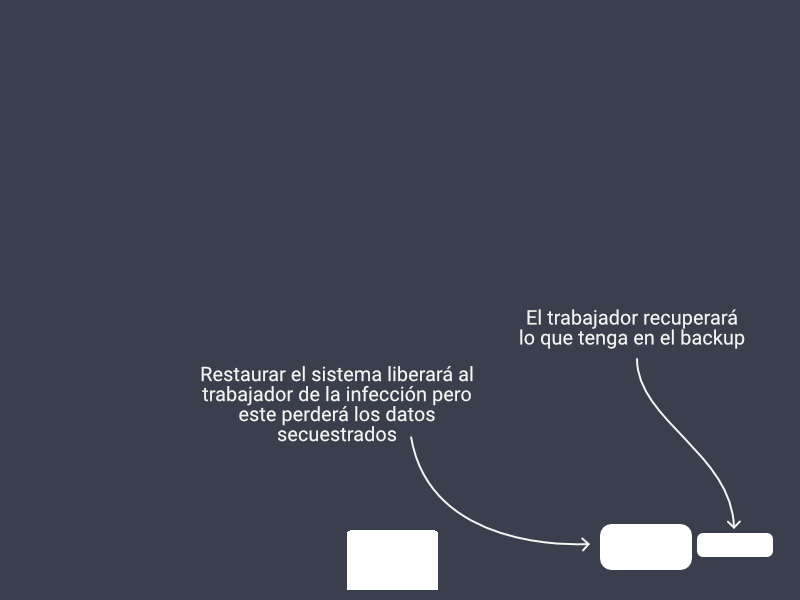 El trabajador recuperará
lo que tenga en el backup
Restaurar el sistema liberará al
trabajador de la infección pero
este perderá los datos
secuestrados